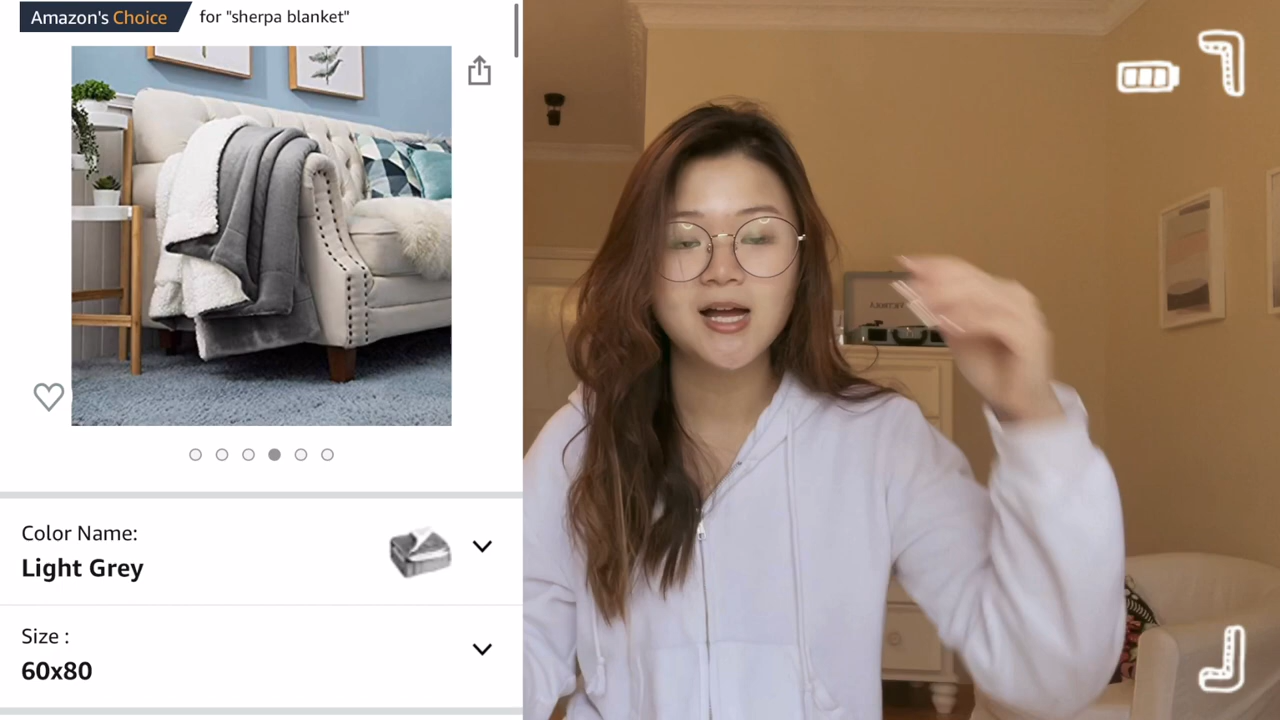 Amazon's Choice for "sherpa blanket"
Color Name:
Light Grey
Size :
60x80